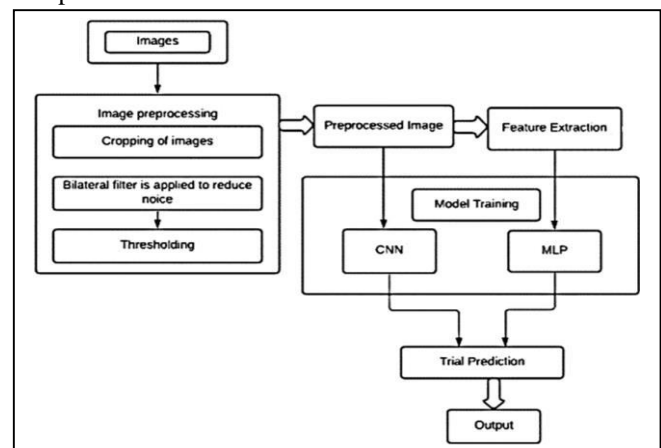 Images
Image preprocessing
Cropping of images
Bilateral filter is applied to reduce
noice
Thresholding
Preprocessed Image
Feature Extraction
Model Training
CNN
MLP
Trial Prediction
Output